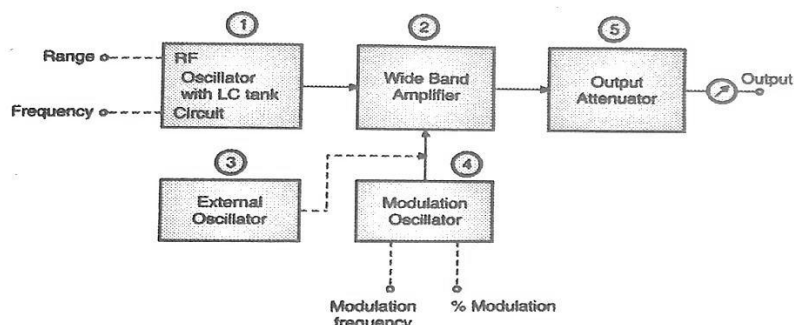 1
2
5
Range
RF
Oscillator
with LC tank
Circuit
Frequency
Wide Band
Amplifier
Output
Attenuator
Output
3
4
External
Oscillator
Modulation
Oscillator
Modulation
frequency
% Modulation